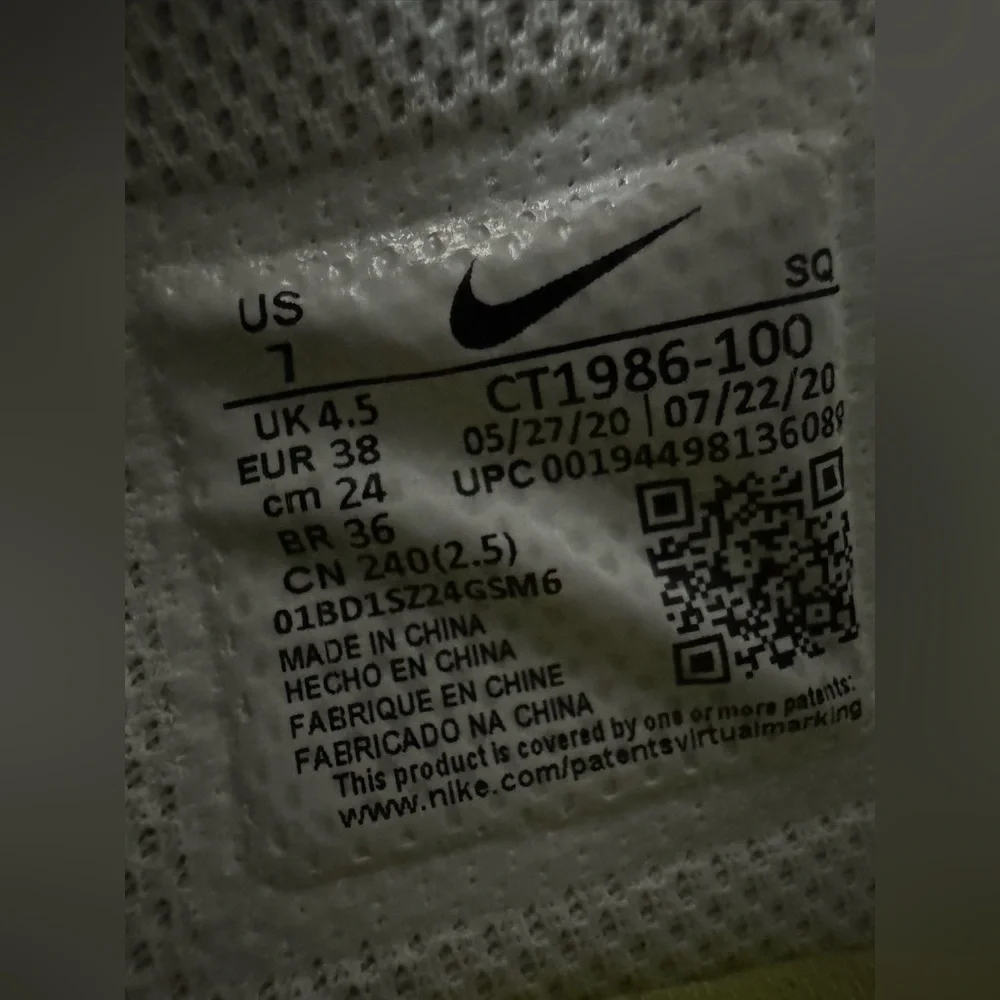 US
SQ
7
CT1986-100
UK 4.5
05/27/20 | 07/22/20
EUR 38
UPC 00194498136089
cm 24
BR 36
CN 240(2.5)
01BD1SZ24GSM6
MADE IN CHINA
HECHO EN CHINA
FABRIQUE EN CHINE
FABRICADO NA CHINA
This product is covered by one or more patents:
www.nike.com/patentsvirtualmarking